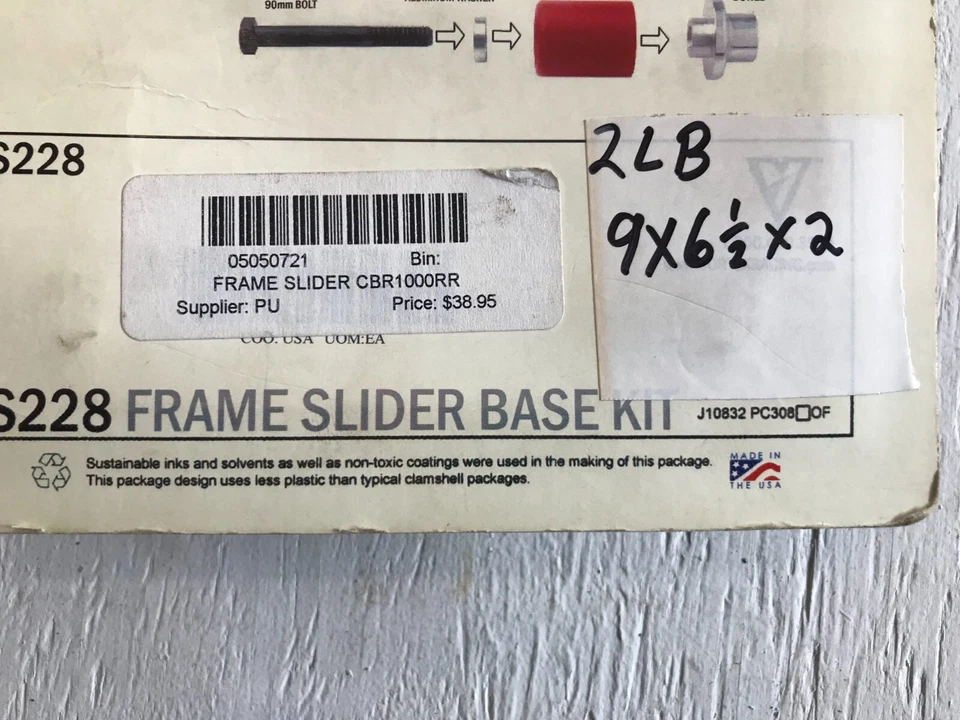 90mm BOLT
S228
2LB
9X6½X2
05050721 Bin:
FRAME SLIDER CBR1000RR
Supplier: PU Price: $38.95
COO: USA UOM:EA
S228 FRAME SLIDER BASE KIT
J10832 PC308□OF
Sustainable inks and solvents as well as non-toxic coatings were used in the making of this package.
This package design uses less plastic than typical clamshell packages.
MADE IN
THE USA